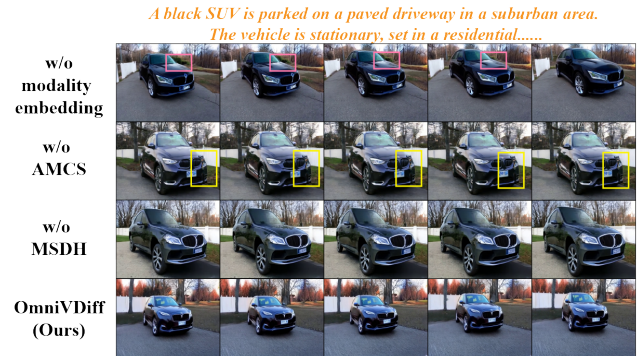 A black SUV is parked on a paved driveway in a suburban area.
The vehicle is stationary, set in a residential......
w/o
modality
embedding
w/o
AMCS
w/o
MSDH
OmniVDiff
(Ours)